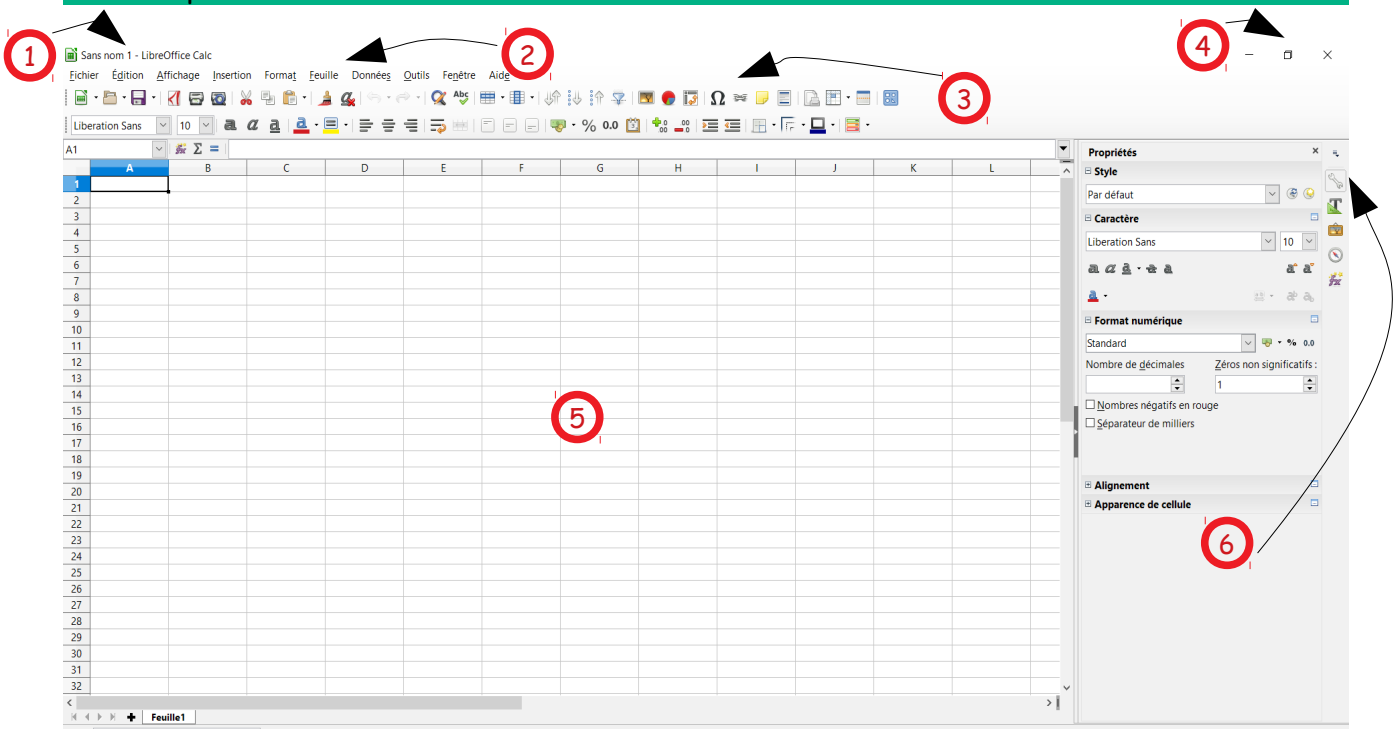 1
2
3
4
Sans nom 1 - LibreOffice Calc
Fichier Édition Affichage Insertion Format Feuille Données Outils Fenêtre Aide
Abc Ω
Liberation Sans 10 a a a a % 0.0
A1 Σ =
A B C D E F G H I J K L
1
2
3
4
5
6
7
8
9
10
11
12
13
14
15
16
17
18
19
20
21
22
23
24
25
26
27
28
29
30
31
32
5
Feuille1
Propriétés
Style
Par défaut
Caractère
Liberation Sans 10
a a a a a a a
a ab a
Format numérique
Standard % 0.0
Nombre de décimales Zéros non significatifs :
1
Nombres négatifs en rouge
Séparateur de milliers
Alignement
Apparence de cellule
6